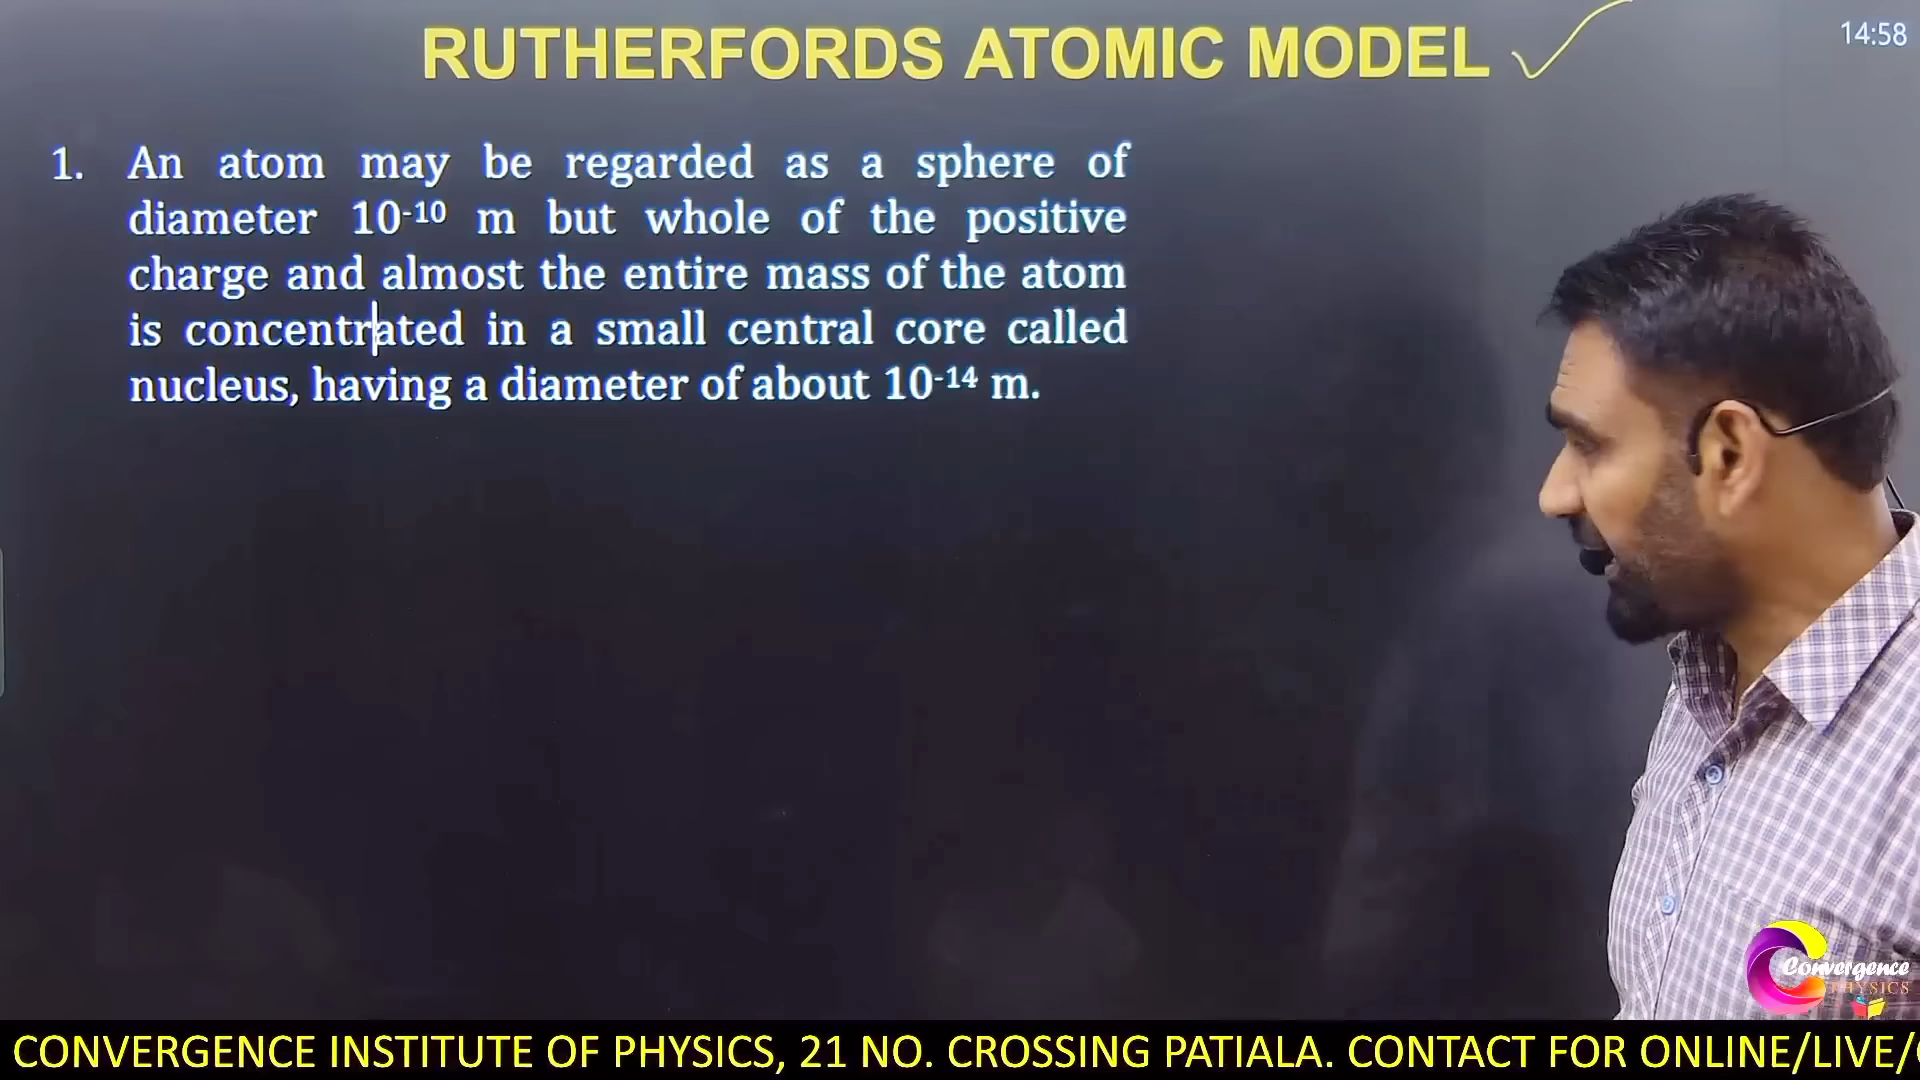 RUTHERFORDS ATOMIC MODEL
14:58
1. An atom may be regarded as a sphere of
diameter 10⁻¹⁰ m but whole of the positive
charge and almost the entire mass of the atom
is concentrated in a small central core called
nucleus, having a diameter of about 10⁻¹⁴ m.
Convergence
PHYSICS
CONVERGENCE INSTITUTE OF PHYSICS, 21 NO. CROSSING PATIALA. CONTACT FOR ONLINE/LIVE/